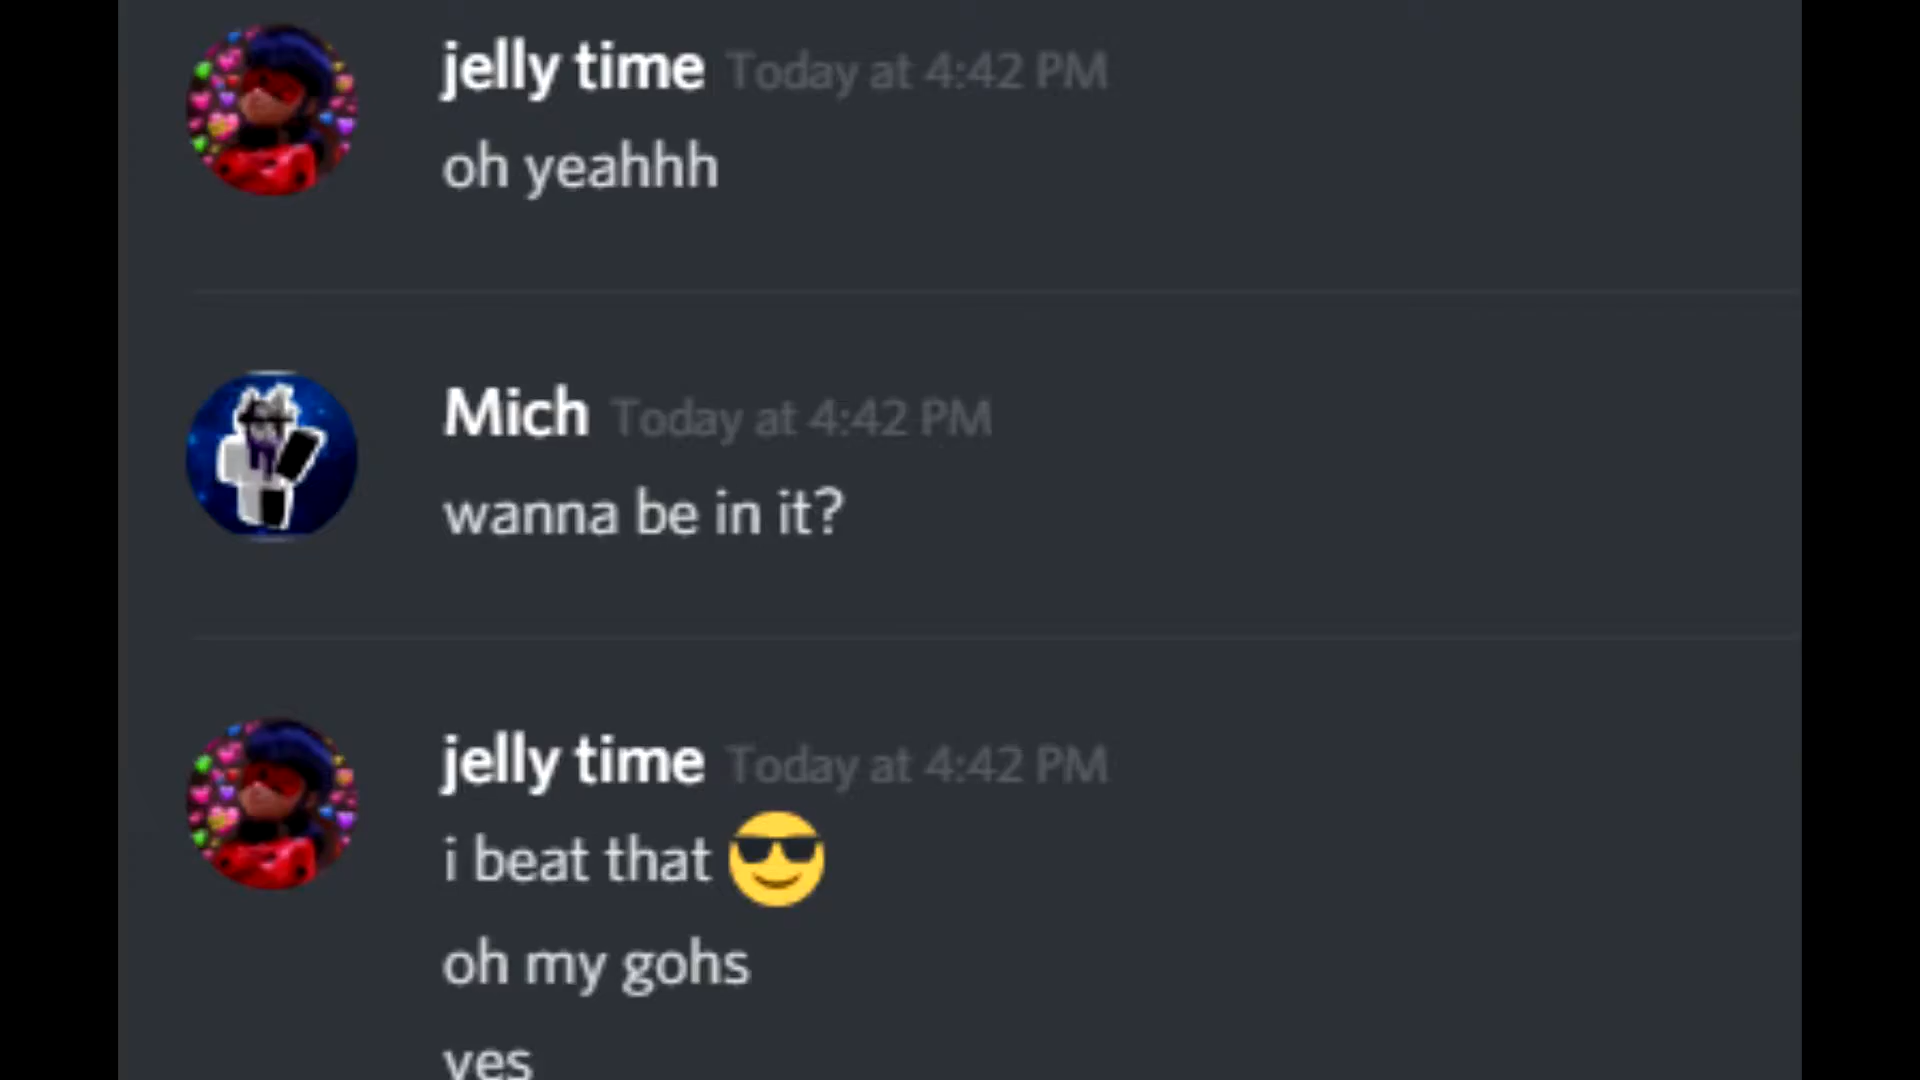 jelly time Today at 4:42 PM
oh yeahhh
Mich Today at 4:42 PM
wanna be in it?
jelly time Today at 4:42 PM
i beat that 😎
oh my gohs
yes